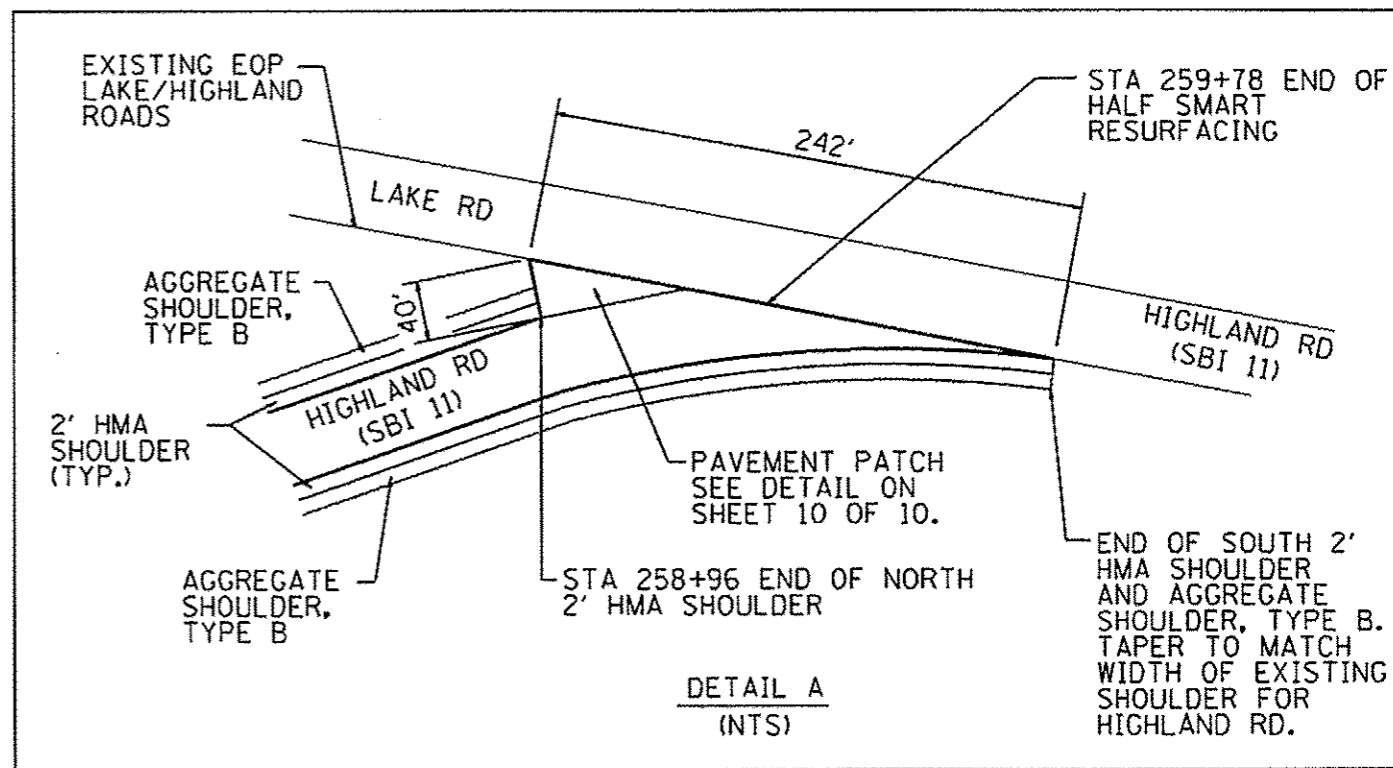 EXISTING EOP
LAKE/HIGHLAND
ROADS
STA 259+78 END OF
HALF SMART
RESURFACING
242'
LAKE RD
AGGREGATE
SHOULDER,
TYPE B
40'
HIGHLAND RD
(SBI 11)
HIGHLAND RD
(SBI 11)
2' HMA
SHOULDER
(TYP.)
PAVEMENT PATCH
SEE DETAIL ON
SHEET 10 OF 10.
AGGREGATE
SHOULDER,
TYPE B
STA 258+96 END OF NORTH
2' HMA SHOULDER
END OF SOUTH 2'
HMA SHOULDER
AND AGGREGATE
SHOULDER, TYPE B.
TAPER TO MATCH
WIDTH OF EXISTING
SHOULDER FOR
HIGHLAND RD.
DETAIL A
(NTS)